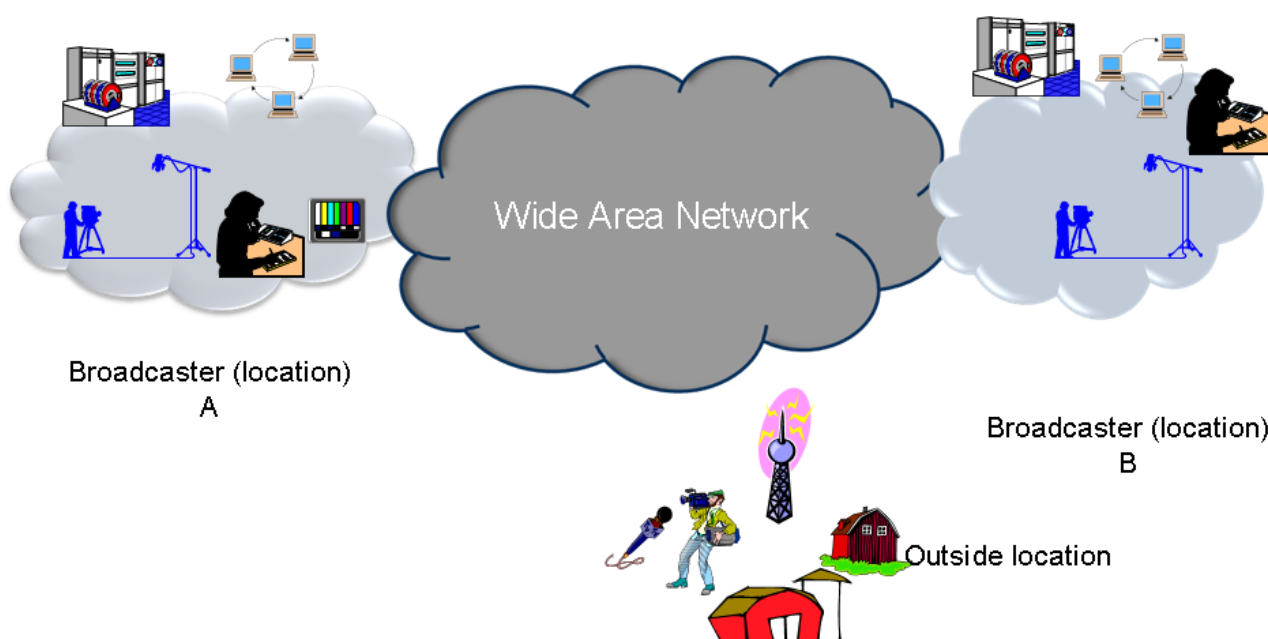 Wide Area Network
Broadcaster (location)
A
Broadcaster (location)
B
Outside location